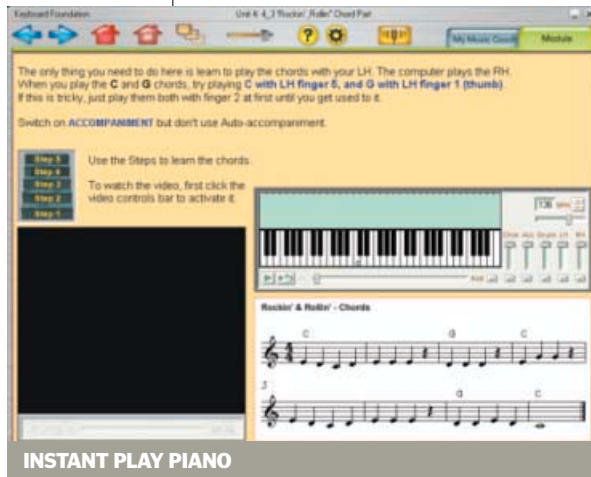 Keyboard Foundation Unit 4: 4_3 'Rockin',Rollin'' Chord Part
My Music Coach Module
The only thing you need to do here is learn to play the chords with your LH. The computer plays the RH.
When you play the C and G chords, try playing C with LH finger 5, and G with LH finger 1 (thumb).
If this is tricky, just play them both with finger 2 at first until you get used to it.
Switch on ACCOMPANIMENT but don't use Auto-accompaniment.
Step 5
Step 4
Step 3
Step 2
Step 1
Use the Steps to learn the chords.
To watch the video, first click the
video controls bar to activate it.
LH RH
Rockin' & Rollin' - Chords
C G C
5
G C
INSTANT PLAY PIANO